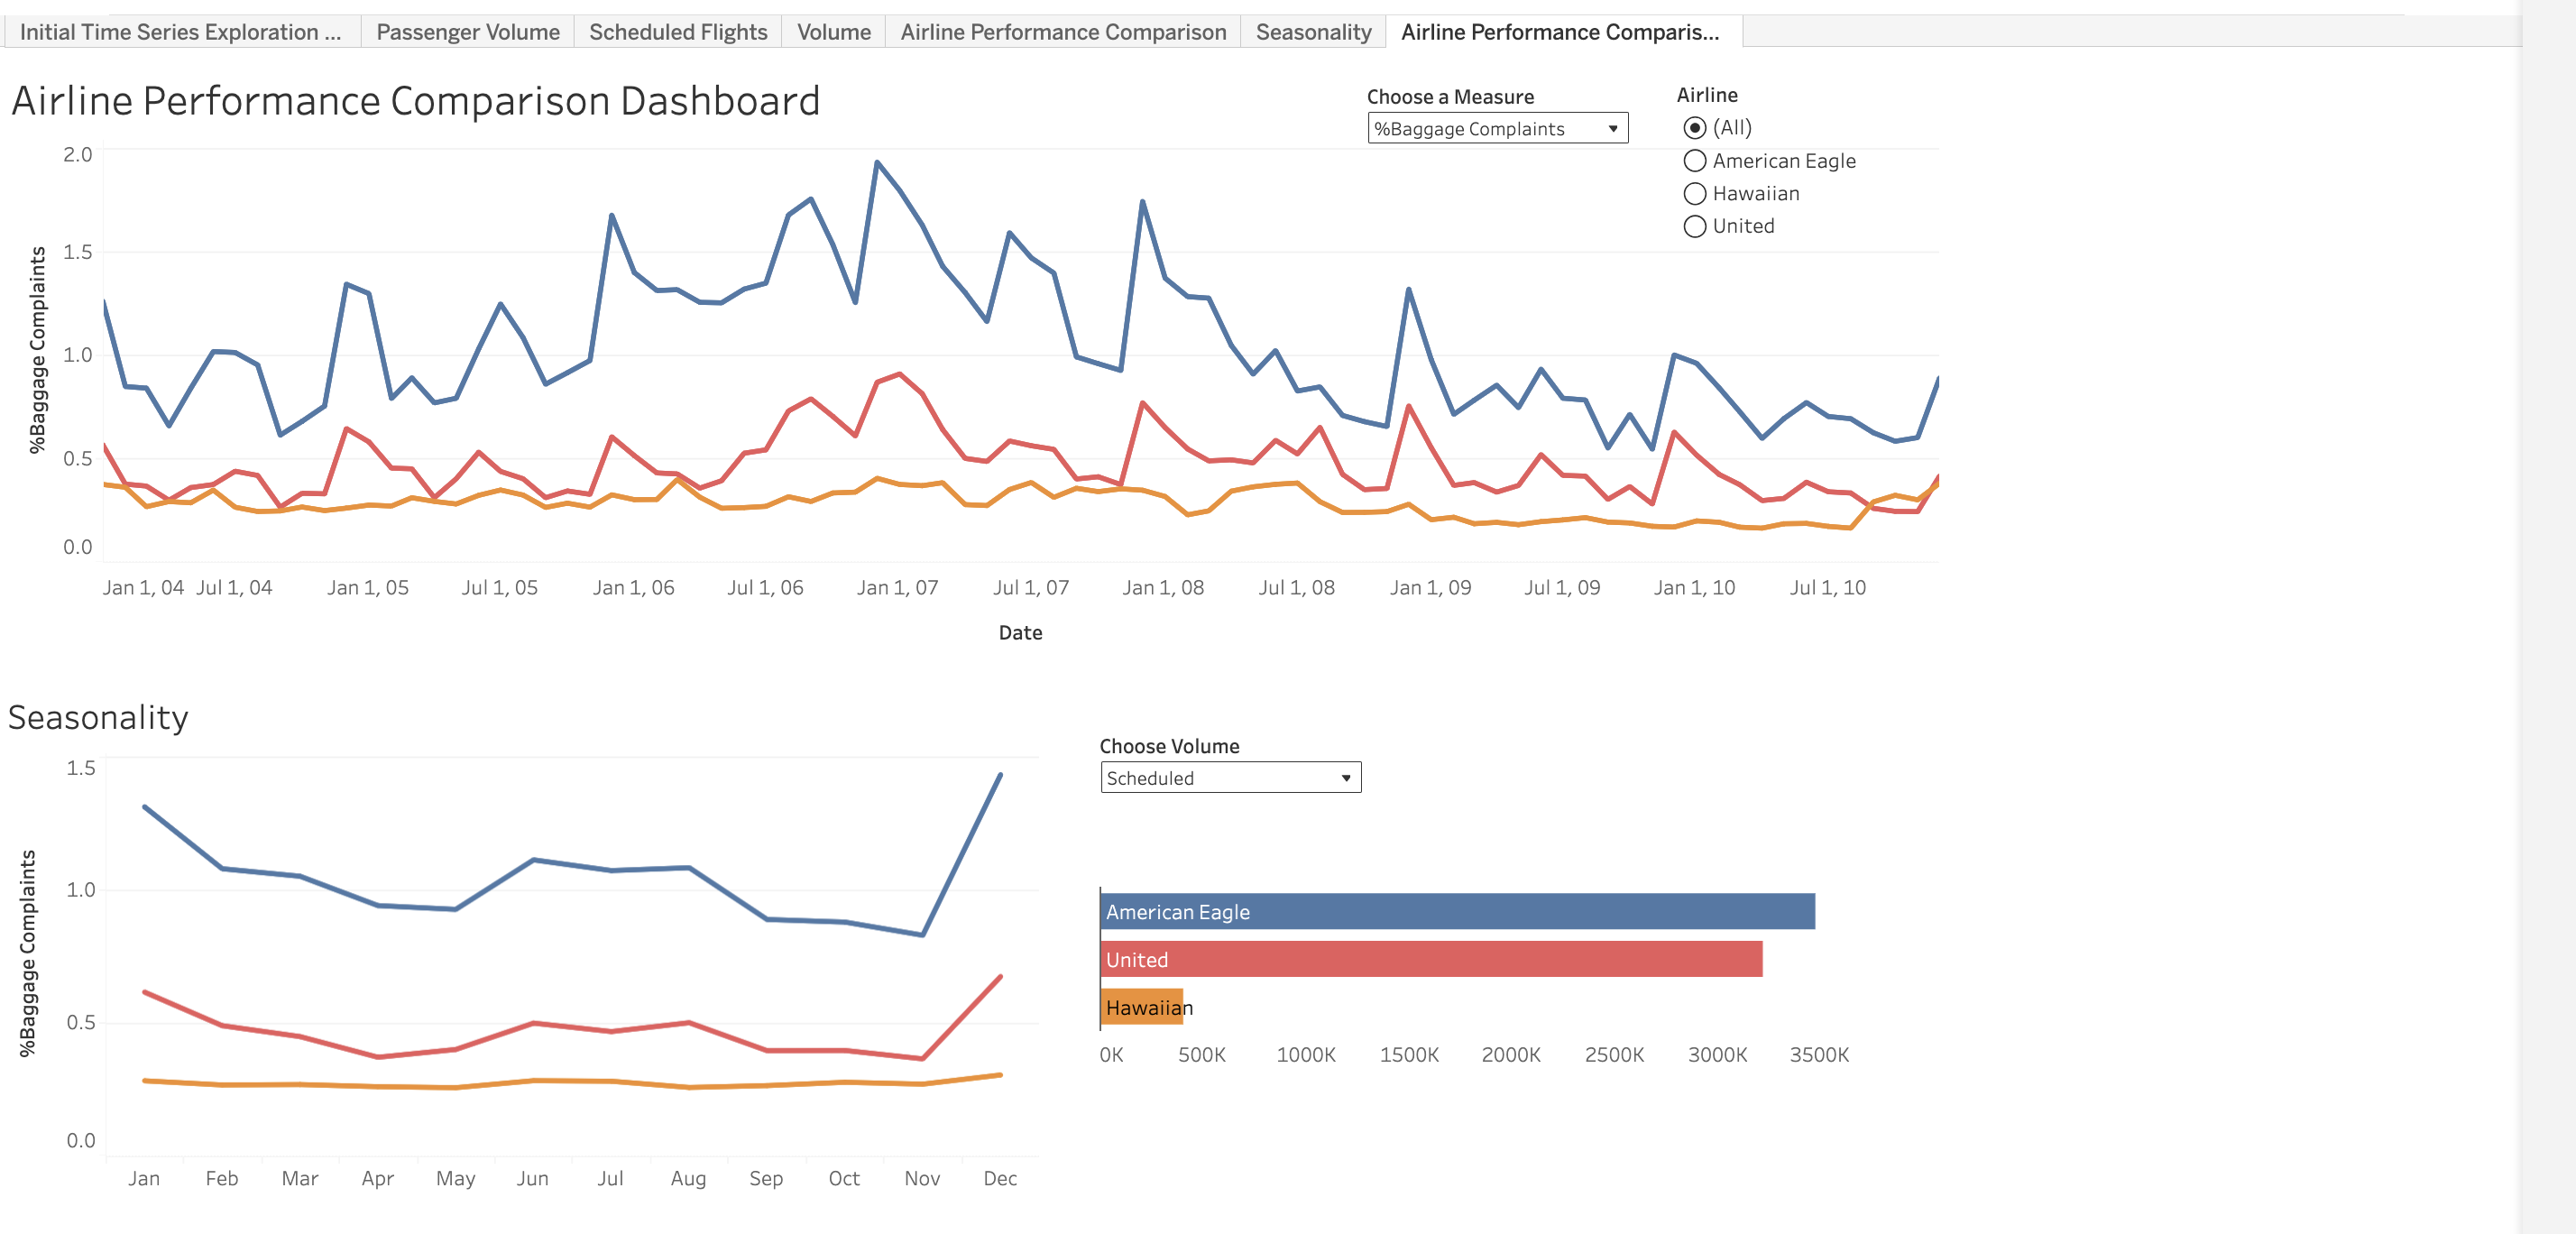 Initial Time Series Exploration ...
Passenger Volume
Scheduled Flights
Volume
Airline Performance Comparison
Seasonality
Airline Performance Comparis...
Airline Performance Comparison Dashboard
Choose a Measure
%Baggage Complaints
Airline
(All)
American Eagle
Hawaiian
United
%Baggage Complaints
2.0
1.5
1.0
0.5
0.0
Jan 1, 04
Jul 1, 04
Jan 1, 05
Jul 1, 05
Jan 1, 06
Jul 1, 06
Jan 1, 07
Jul 1, 07
Jan 1, 08
Jul 1, 08
Jan 1, 09
Jul 1, 09
Jan 1, 10
Jul 1, 10
Date
Seasonality
%Baggage Complaints
1.5
1.0
0.5
0.0
Jan
Feb
Mar
Apr
May
Jun
Jul
Aug
Sep
Oct
Nov
Dec
Choose Volume
Scheduled
American Eagle
United
Hawaiian
0K
500K
1000K
1500K
2000K
2500K
3000K
3500K